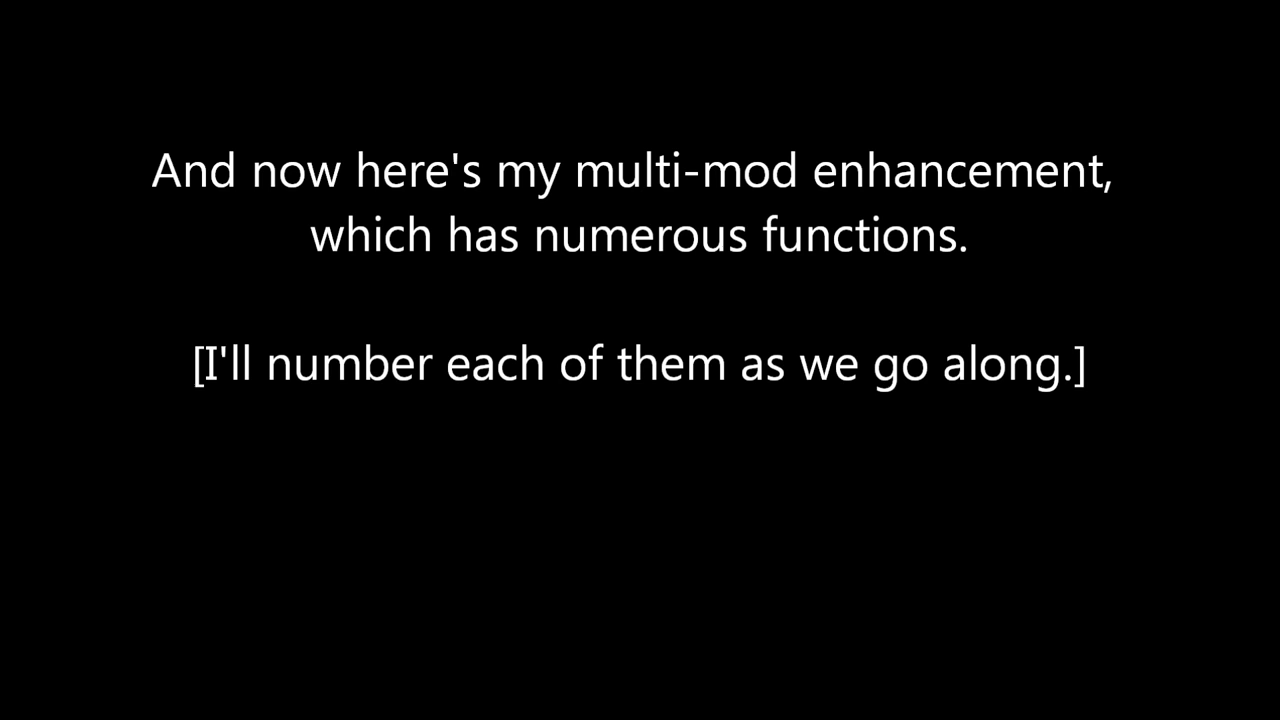 And now here's my multi-mod enhancement,
which has numerous functions.
[I'll number each of them as we go along.]